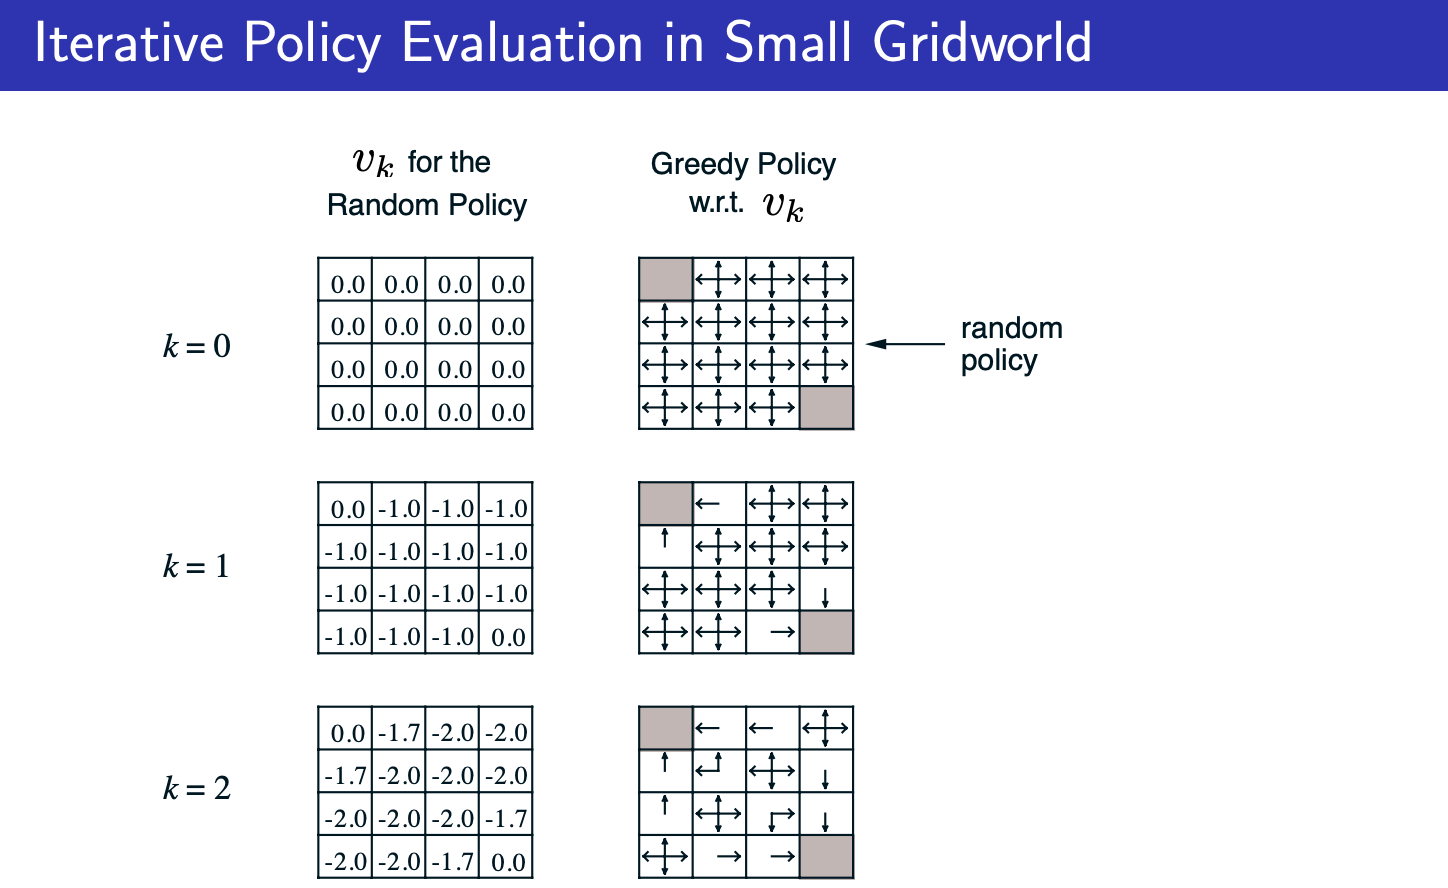 Iterative Policy Evaluation in Small Gridworld
vk for the
Random Policy
Greedy Policy
w.r.t. vk
k = 0
0.0 0.0 0.0 0.0
0.0 0.0 0.0 0.0
0.0 0.0 0.0 0.0
0.0 0.0 0.0 0.0
random
policy
k = 1
0.0 -1.0 -1.0 -1.0
-1.0 -1.0 -1.0 -1.0
-1.0 -1.0 -1.0 -1.0
-1.0 -1.0 -1.0 0.0
k = 2
0.0 -1.7 -2.0 -2.0
-1.7 -2.0 -2.0 -2.0
-2.0 -2.0 -2.0 -1.7
-2.0 -2.0 -1.7 0.0